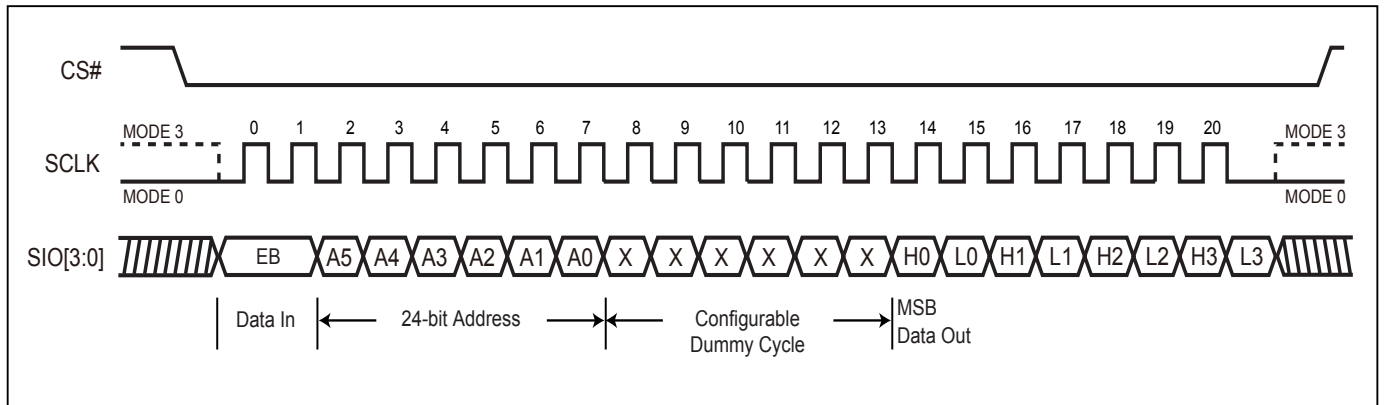 CS#
MODE 3 0 1 2 3 4 5 6 7 8 9 10 11 12 13 14 15 16 17 18 19 20 MODE 3
SCLK
MODE 0 MODE 0
SIO[3:0] EB A5 A4 A3 A2 A1 A0 X X X X X X H0 L0 H1 L1 H2 L2 H3 L3
Data In 24-bit Address Configurable MSB
Dummy Cycle Data Out